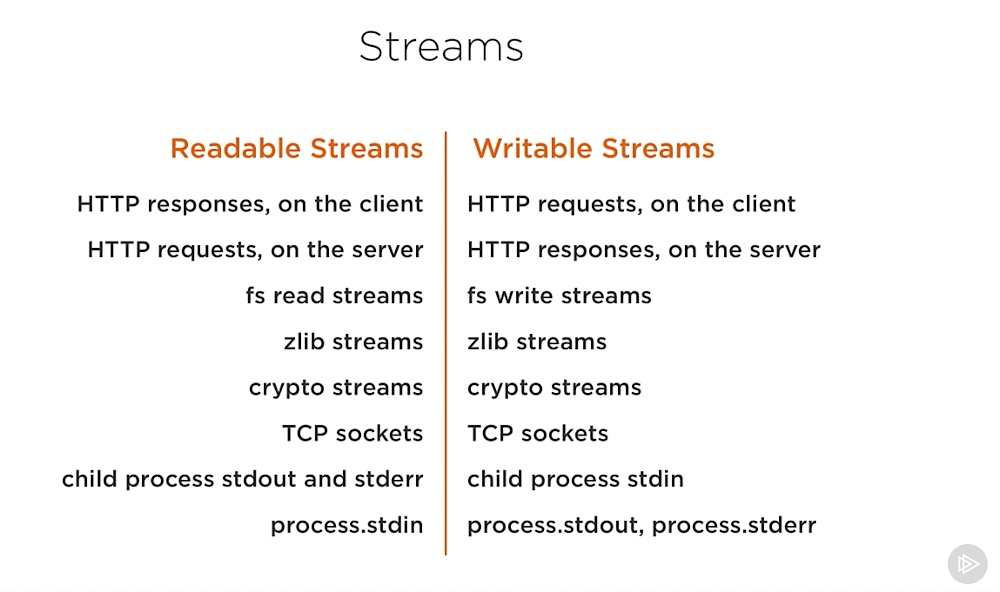 Streams
Readable Streams
HTTP responses, on the client
HTTP requests, on the server
fs read streams
zlib streams
crypto streams
TCP sockets
child process stdout and stderr
process.stdin
Writable Streams
HTTP requests, on the client
HTTP responses, on the server
fs write streams
zlib streams
crypto streams
TCP sockets
child process stdin
process.stdout, process.stderr